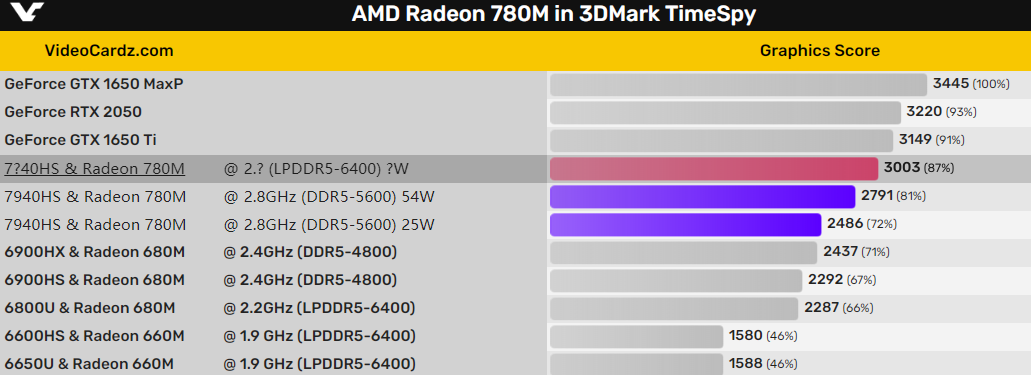 AMD Radeon 780M in 3DMark TimeSpy
VideoCardz.com Graphics Score
GeForce GTX 1650 MaxP 3445 (100%)
GeForce RTX 2050 3220 (93%)
GeForce GTX 1650 Ti 3149 (91%)
7?40HS & Radeon 780M @ 2.? (LPDDR5-6400) ?W 3003 (87%)
7940HS & Radeon 780M @ 2.8GHz (DDR5-5600) 54W 2791 (81%)
7940HS & Radeon 780M @ 2.8GHz (DDR5-5600) 25W 2486 (72%)
6900HX & Radeon 680M @ 2.4GHz (DDR5-4800) 2437 (71%)
6900HS & Radeon 680M @ 2.4GHz (DDR5-4800) 2292 (67%)
6800U & Radeon 680M @ 2.2GHz (LPDDR5-6400) 2287 (66%)
6600HS & Radeon 660M @ 1.9 GHz (LPDDR5-6400) 1580 (46%)
6650U & Radeon 660M @ 1.9 GHz (LPDDR5-6400) 1588 (46%)